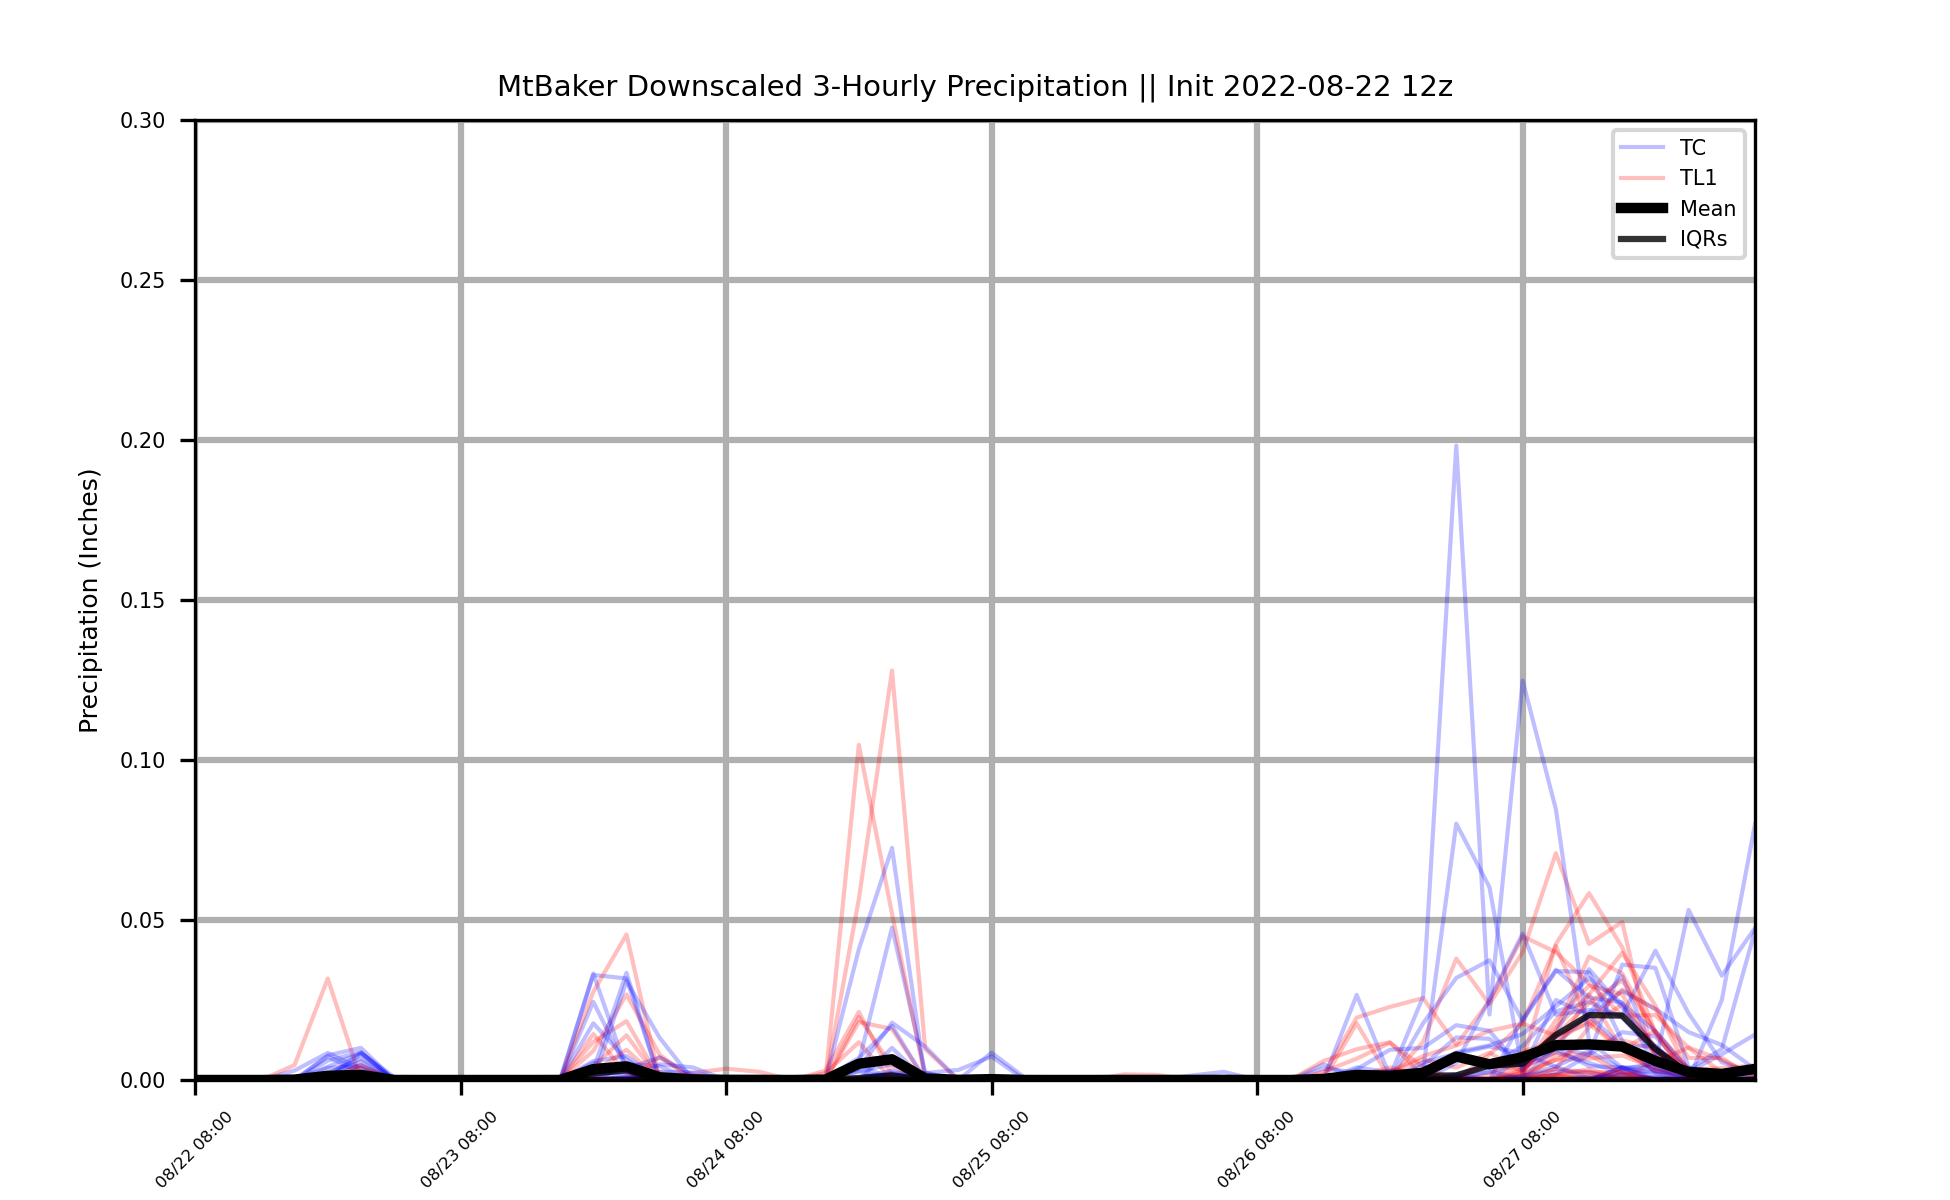 MtBaker Downscaled 3-Hourly Precipitation || Init 2022-08-22 12z
TC
TL1
Mean
IQRs
Precipitation (Inches)
0.30
0.25
0.20
0.15
0.10
0.05
0.00
08/22 08:00
08/23 08:00
08/24 08:00
08/25 08:00
08/26 08:00
08/27 08:00